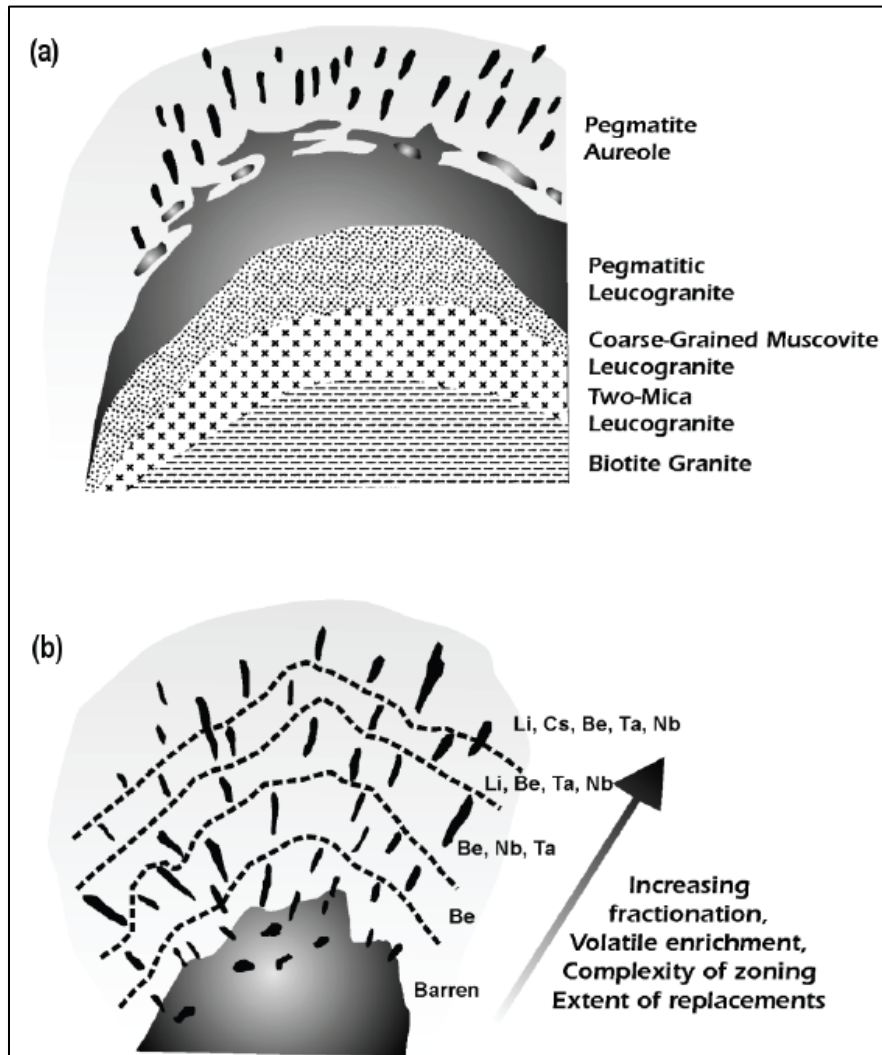 (a)
Pegmatite
Aureole
Pegmatitic
Leucogranite
Coarse-Grained Muscovite
Leucogranite
Two-Mica
Leucogranite
Biotite Granite
(b)
Li, Cs, Be, Ta, Nb
Li, Be, Ta, Nb
Be, Nb, Ta
Be
Barren
Increasing
fractionation,
Volatile enrichment,
Complexity of zoning
Extent of replacements